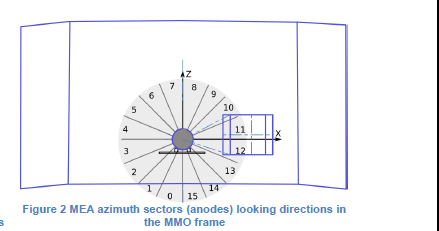 Z
7 8
6 9
5 10
4 11 X
3 12
2 13
1 14
0 15
Figure 2 MEA azimuth sectors (anodes) looking directions in
s the MMO frame